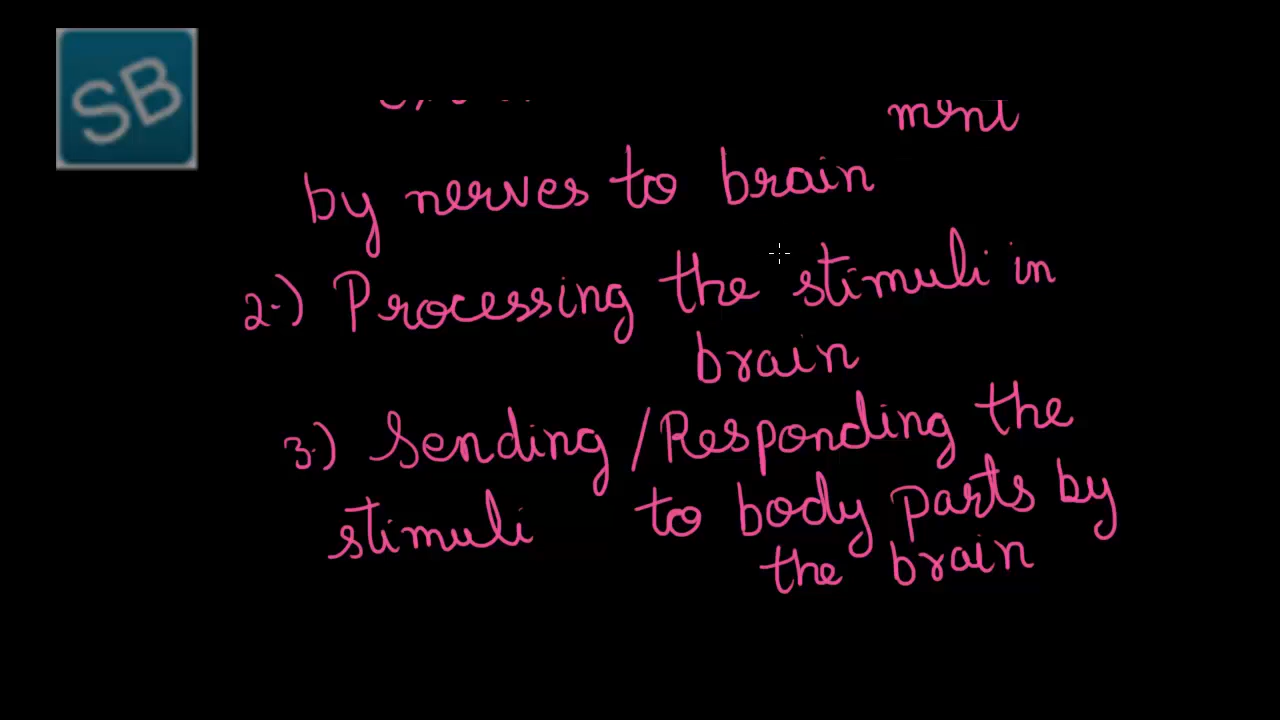 SB
ment
by nerves to brain
2.) Processing the stimuli in
brain
3.) Sending/Responding the
stimuli to body parts by
the brain